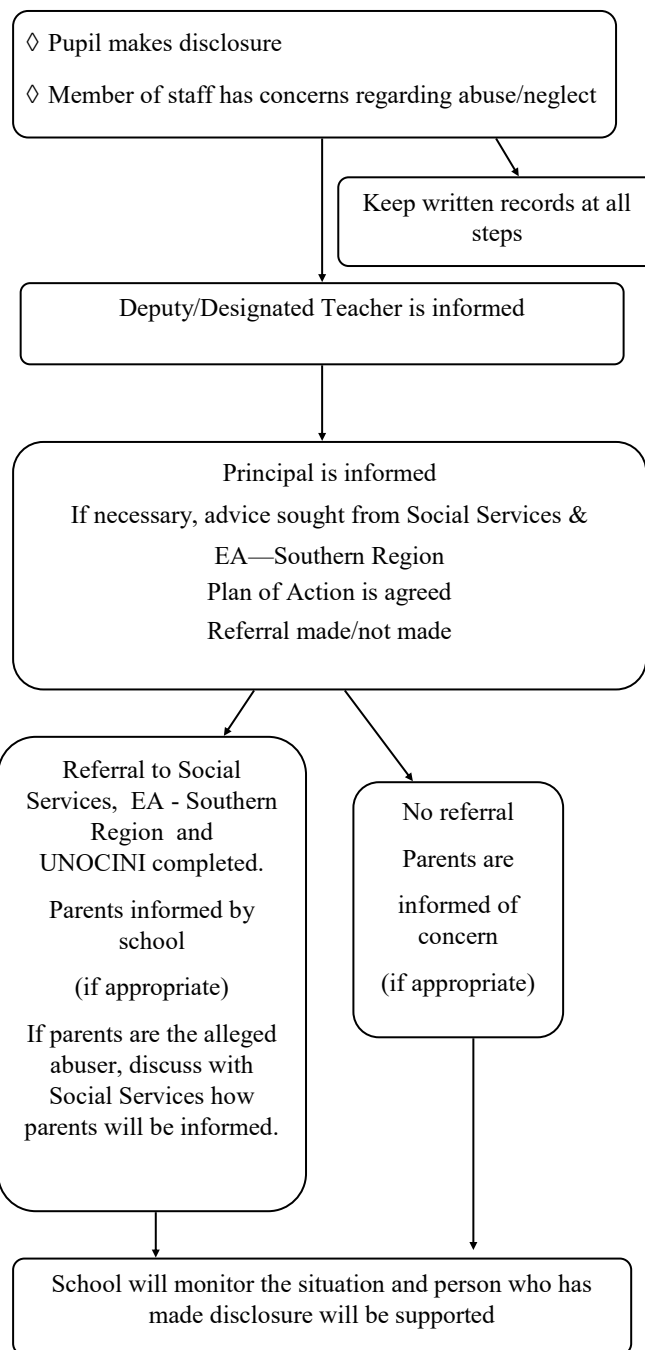 ◊ Pupil makes disclosure
◊ Member of staff has concerns regarding abuse/neglect
Keep written records at all
steps
Deputy/Designated Teacher is informed
Principal is informed
If necessary, advice sought from Social Services &
EA—Southern Region
Plan of Action is agreed
Referral made/not made
Referral to Social
Services, EA - Southern
Region and
UNOCINI completed.
Parents informed by
school
(if appropriate)
If parents are the alleged
abuser, discuss with
Social Services how
parents will be informed.
No referral
Parents are
informed of
concern
(if appropriate)
School will monitor the situation and person who has
made disclosure will be supported